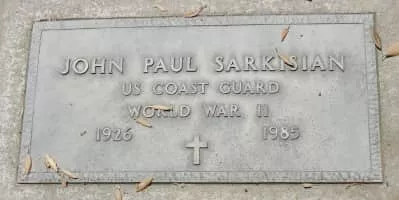 JOHN PAUL SARKISIAN
US COAST GUARD
WORLD WAR II
1926 1985